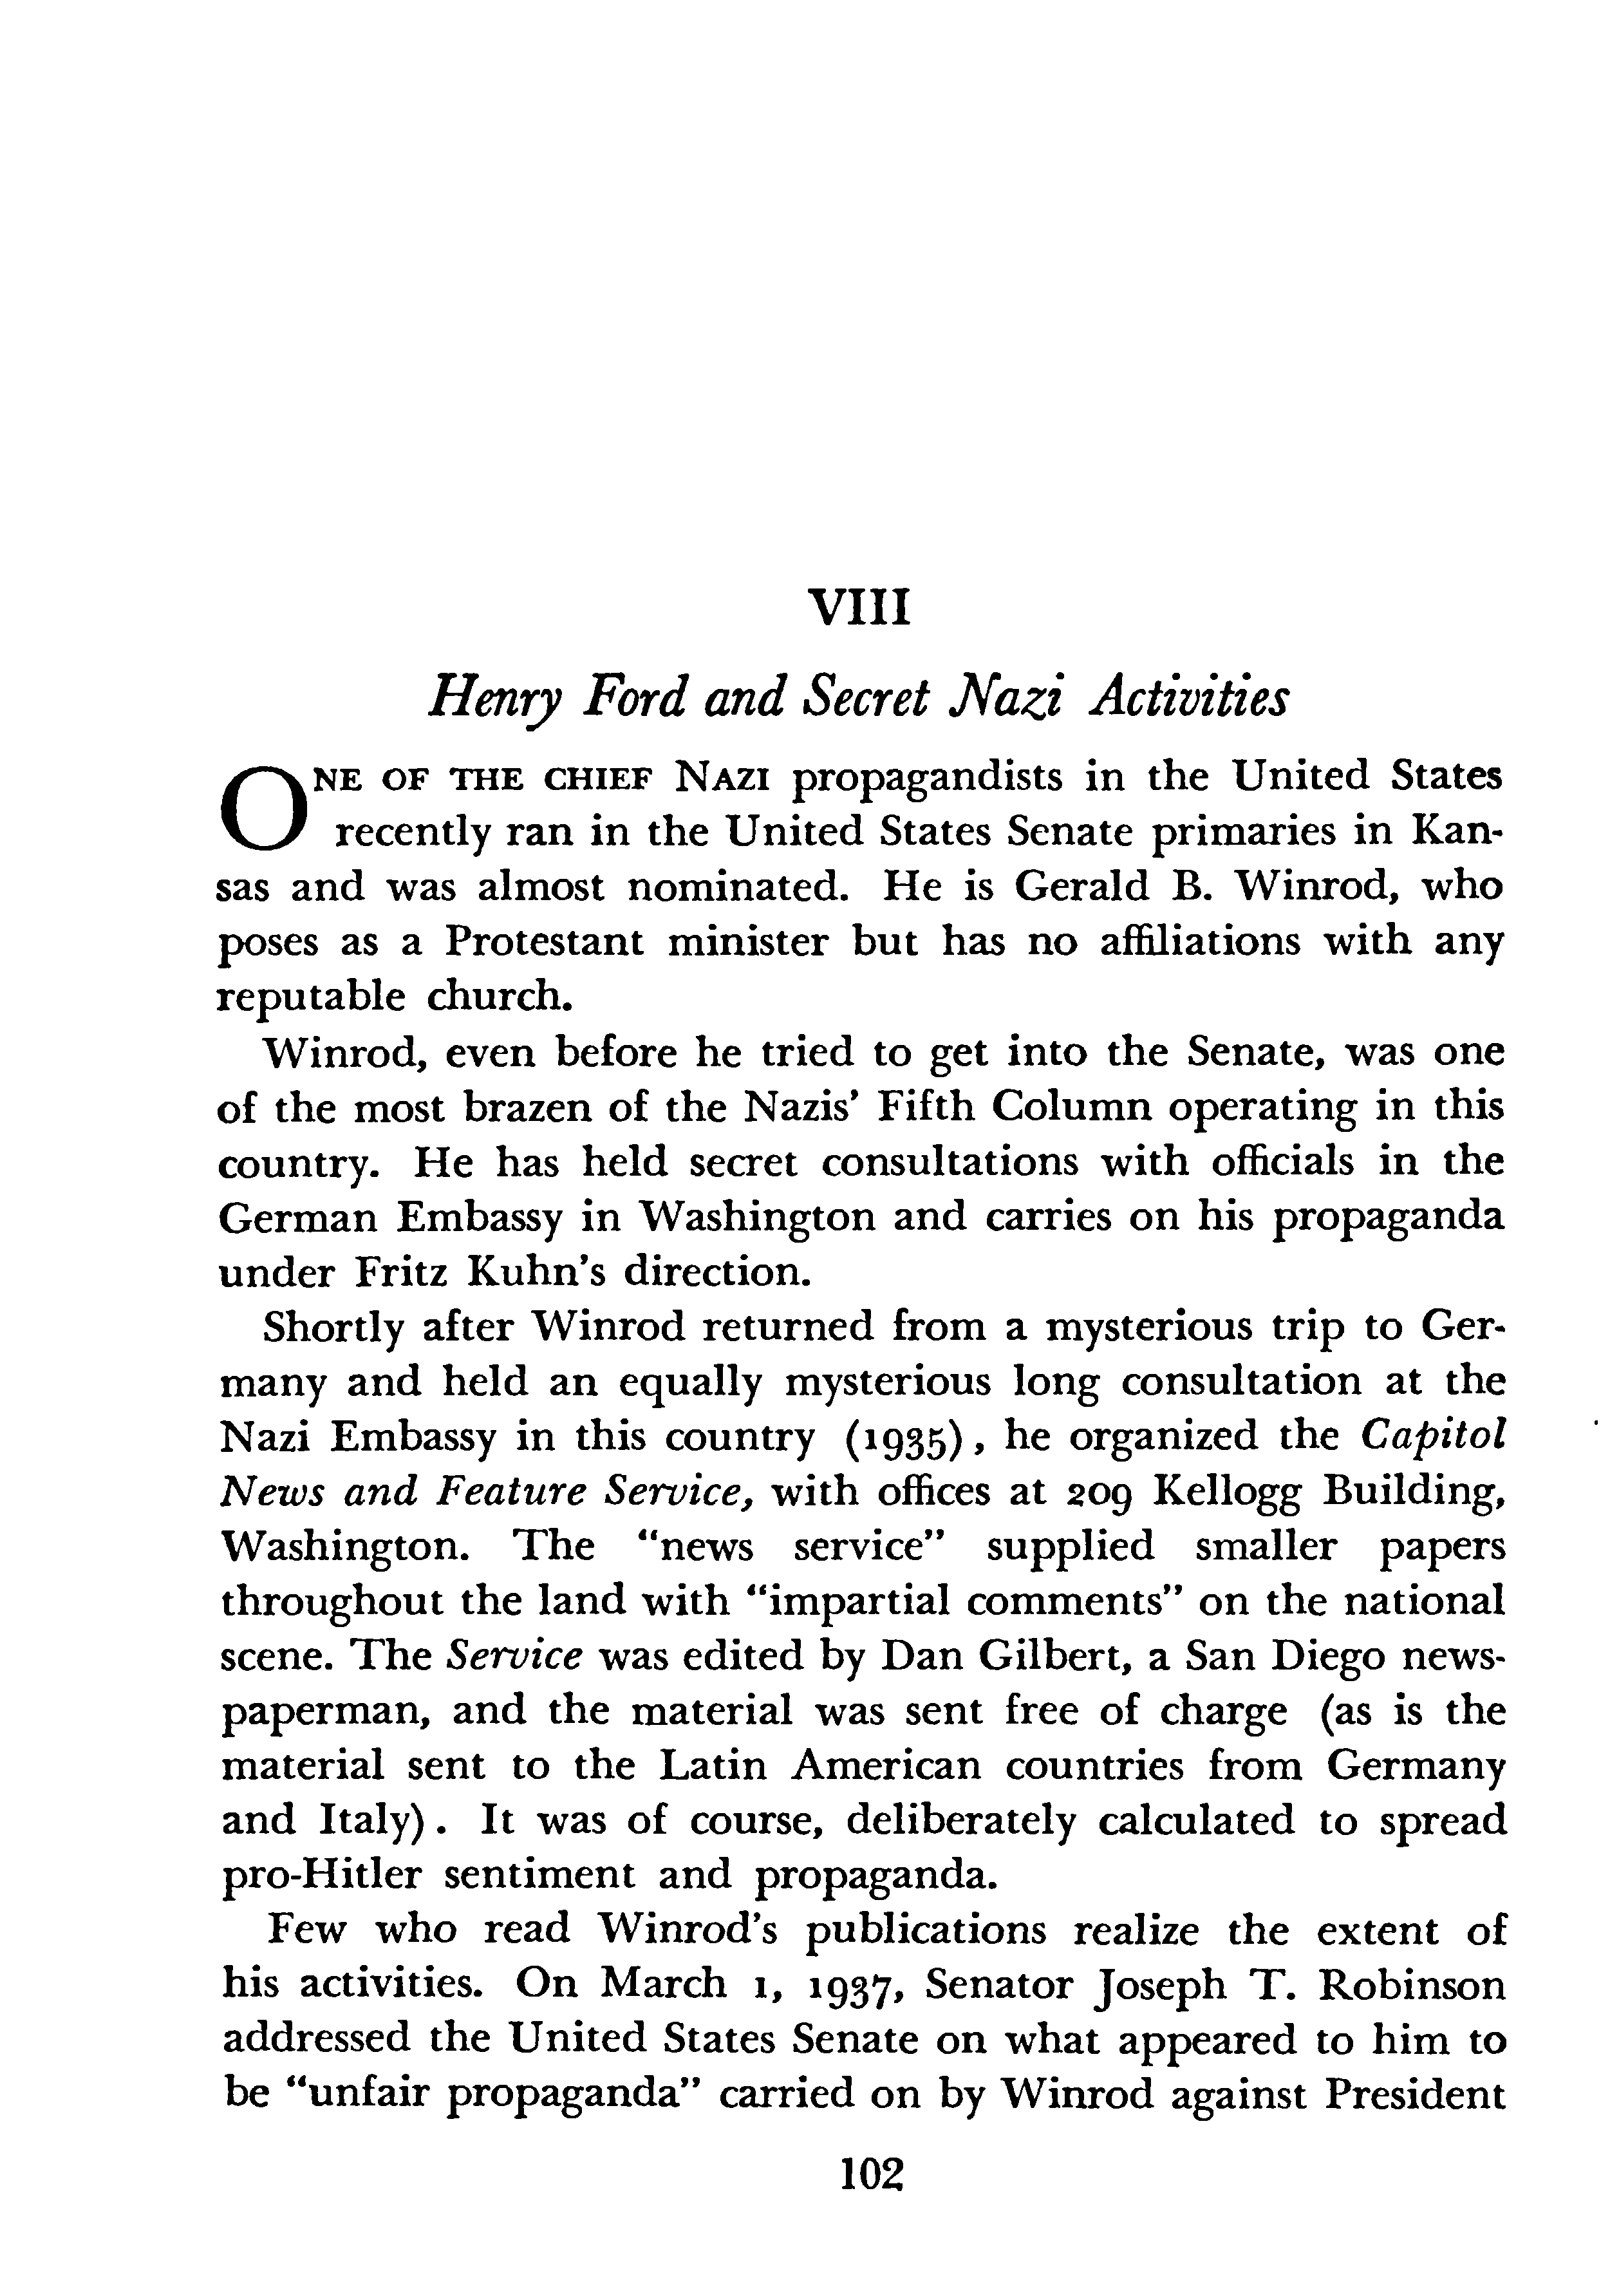 VIII
Henry Ford and Secret Nazi Activities
ONE OF THE CHIEF NAZI propagandists in the United States
recently ran in the United States Senate primaries in Kan-
sas and was almost nominated. He is Gerald B. Winrod, who
poses as a Protestant minister but has no affiliations with any
reputable church.
Winrod, even before he tried to get into the Senate, was one
of the most brazen of the Nazis’ Fifth Column operating in this
country. He has held secret consultations with officials in the
German Embassy in Washington and carries on his propaganda
under Fritz Kuhn’s direction.
Shortly after Winrod returned from a mysterious trip to Ger-
many and held an equally mysterious long consultation at the
Nazi Embassy in this country (1935), he organized the Capitol
News and Feature Service, with offices at 209 Kellogg Building,
Washington. The “news service” supplied smaller papers
throughout the land with “impartial comments” on the national
scene. The Service was edited by Dan Gilbert, a San Diego news-
paperman, and the material was sent free of charge (as is the
material sent to the Latin American countries from Germany
and Italy). It was of course, deliberately calculated to spread
pro-Hitler sentiment and propaganda.
Few who read Winrod’s publications realize the extent of
his activities. On March 1, 1937, Senator Joseph T. Robinson
addressed the United States Senate on what appeared to him to
be “unfair propaganda” carried on by Winrod against President
102